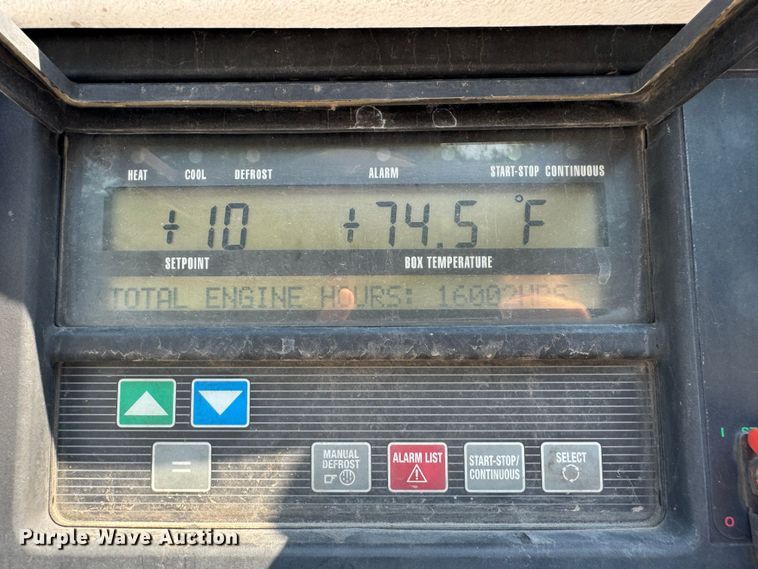 HEAT COOL DEFROST ALARM START-STOP CONTINUOUS
+10 +74.5 °F
SETPOINT BOX TEMPERATURE
TOTAL ENGINE HOURS: 16002HRS
MANUAL DEFROST
ALARM LIST
START-STOP/ CONTINUOUS
SELECT
=
I
O
Purple Wave Auction